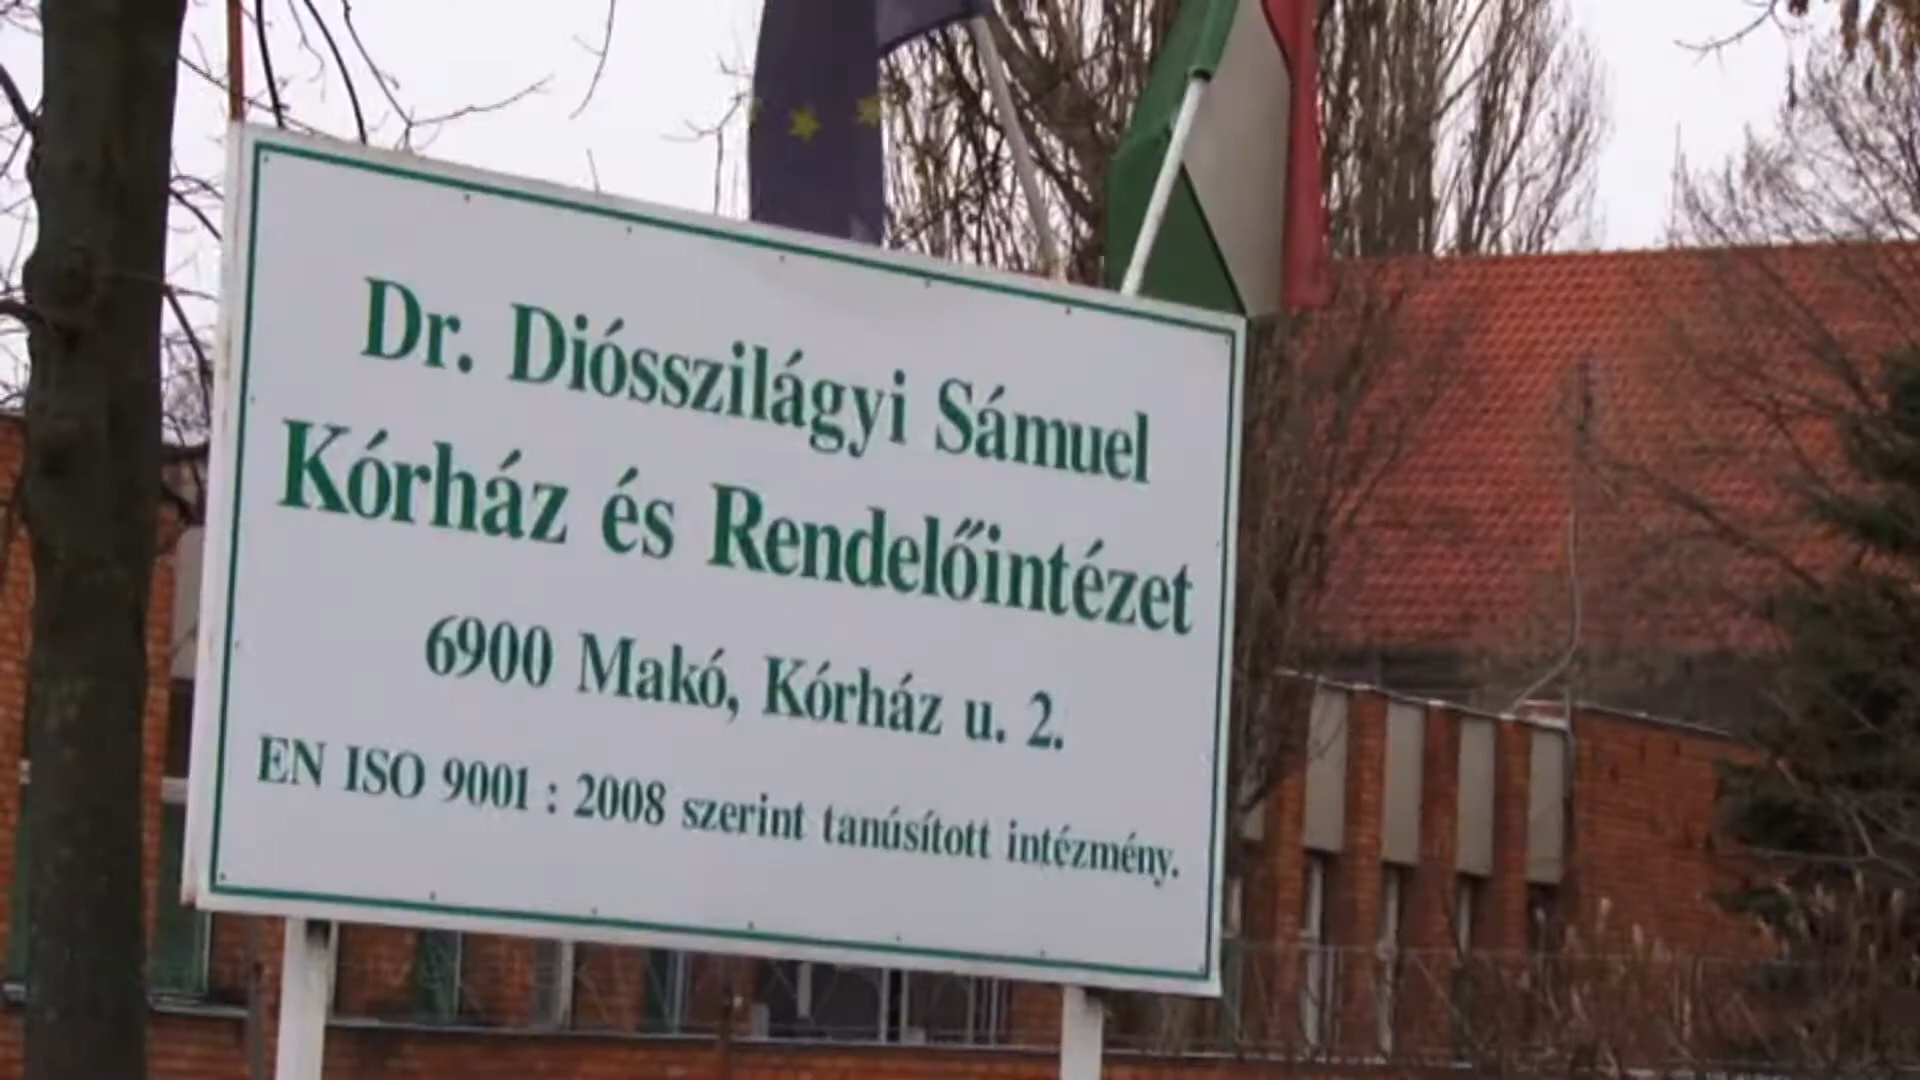 Dr. Diósszilágyi Sámuel
Kórház és Rendelőintézet
6900 Makó, Kórház u. 2.
EN ISO 9001 : 2008 szerint tanúsított intézmény.